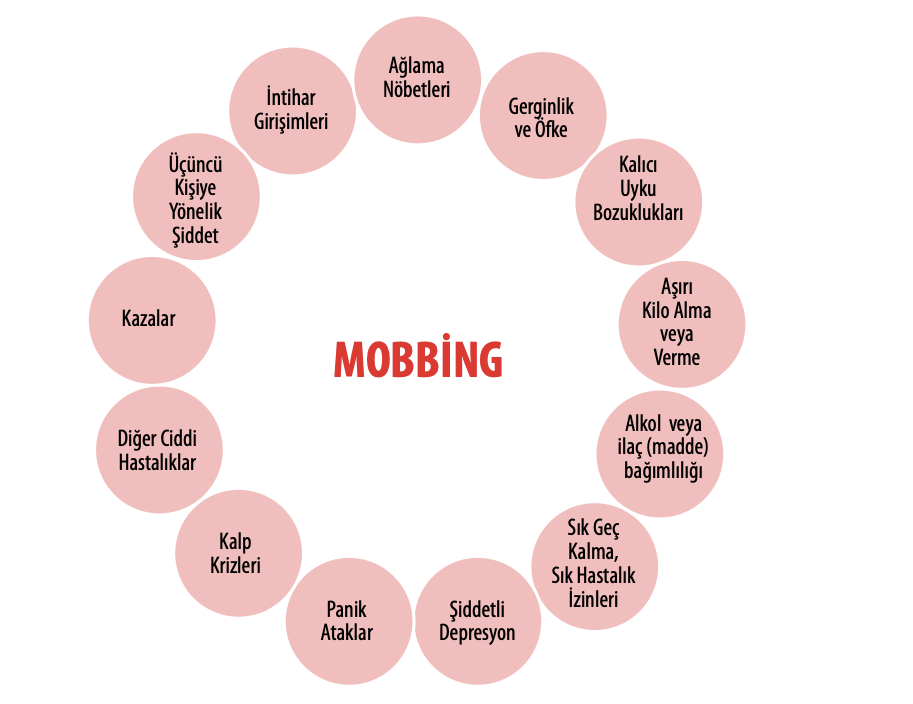 Ağlama
Nöbetleri
Gerginlik
ve Öfke
Kalıcı
Uyku
Bozuklukları
Aşırı
Kilo Alma
veya
Verme
Alkol veya
ilaç (madde)
bağımlılığı
Sık Geç
Kalma,
Sık Hastalık
İzinleri
Şiddetli
Depresyon
Panik
Ataklar
Kalp
Krizleri
Diğer Ciddi
Hastalıklar
Kazalar
Üçüncü
Kişiye
Yönelik
Şiddet
İntihar
Girişimleri
MOBBİNG